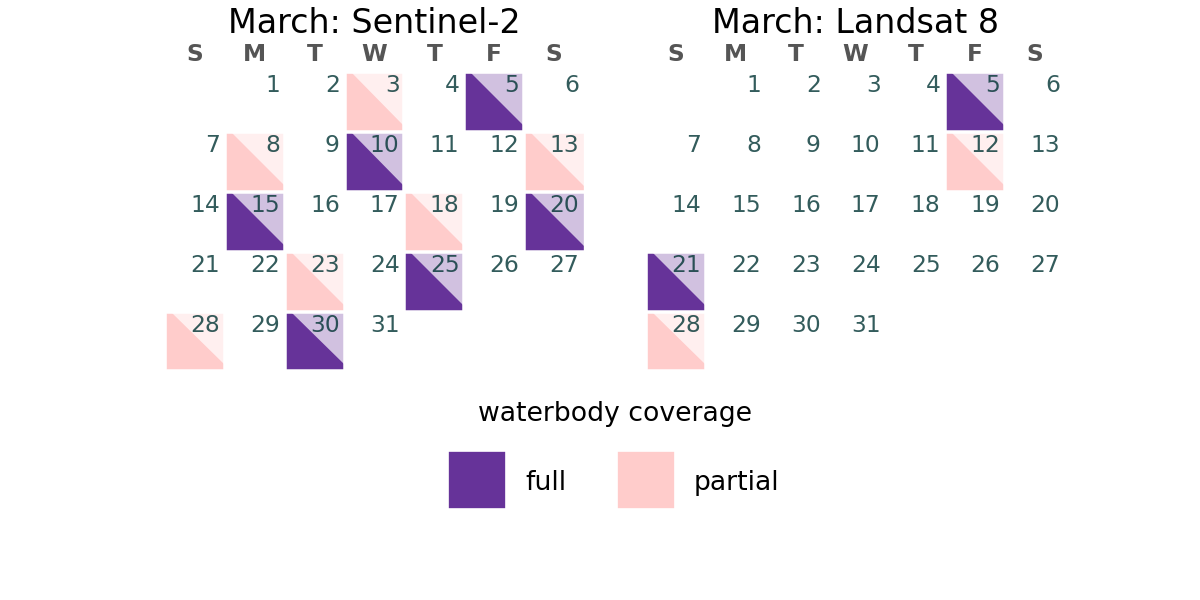 March: Sentinel-2
S M T W T F S
1 2 3 4 5 6
7 8 9 10 11 12 13
14 15 16 17 18 19 20
21 22 23 24 25 26 27
28 29 30 31
March: Landsat 8
S M T W T F S
1 2 3 4 5 6
7 8 9 10 11 12 13
14 15 16 17 18 19 20
21 22 23 24 25 26 27
28 29 30 31
waterbody coverage
full partial